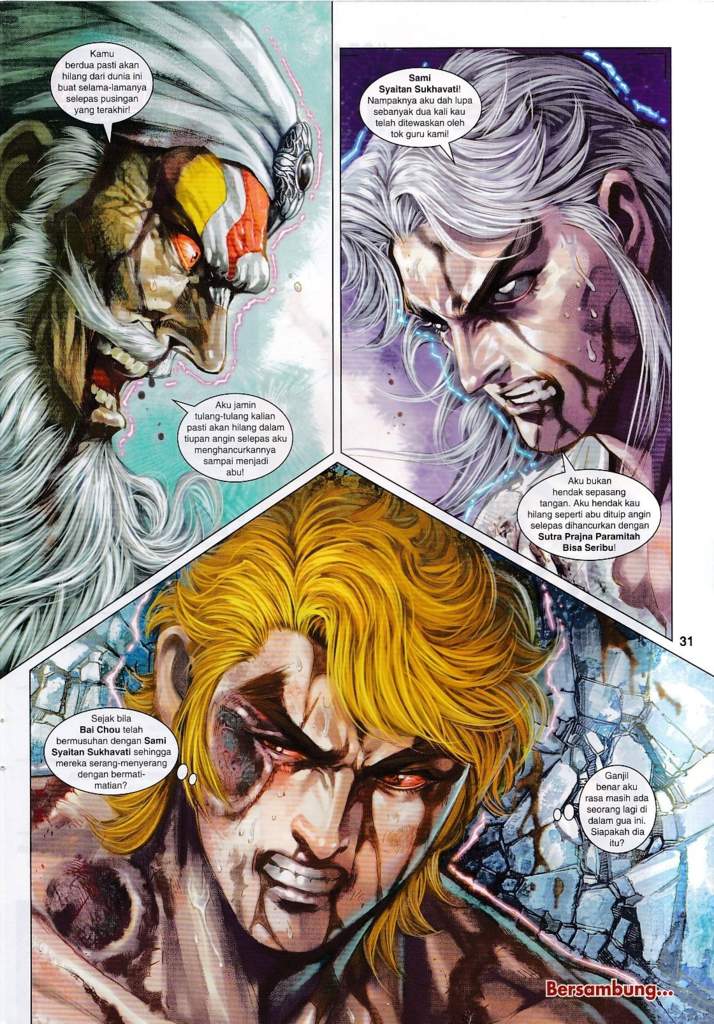 Kamu
berdua pasti akan
hilang dari dunia ini
buat selama-lamanya
selepas pusingan
yang terakhir!
Aku jamin
tulang-tulang kalian
pasti akan hilang dalam
tiupan angin selepas aku
menghancurkannya
sampai menjadi
abu!
Sami
Syaitan Sukhavati!
Nampaknya aku dah lupa
sebanyak dua kali kau
telah ditewaskan oleh
tok guru kami!
Aku bukan
hendak sepasang
tangan. Aku hendak kau
hilang seperti abu dituip angin
selepas dihancurkan dengan
Sutra Prajna Paramitah
Bisa Seribu!
31
Sejak bila
Bai Chou telah
bermusuhan dengan Sami
Syaitan Sukhavati sehingga
mereka serang-menyerang
dengan bermati-
matian?
Ganjil
benar aku
rasa masih ada
seorang lagi di
dalam gua ini.
Siapakah dia
itu?
Bersambung...